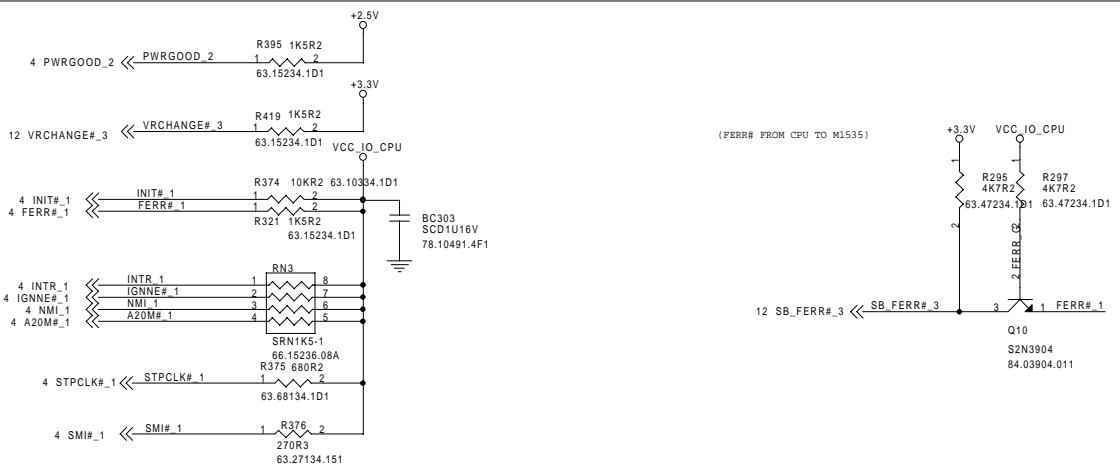 +2.5V
R395 1K5R2
4 PWRGOOD_2 PWRGOOD_2 1 2
63.15234.1D1
+3.3V
R419 1K5R2
12 VRCHANGE#_3 VRCHANGE#_3 1 2
63.15234.1D1
VCC_IO_CPU
R374 10KR2 63.10334.1D1
4 INIT#_1 INIT#_1 1 2
4 FERR#_1 FERR#_1 1 2
R321 1K5R2
63.15234.1D1
BC303
SCD1U16V
78.10491.4F1
RN3
4 INTR_1 INTR_1 1 8
4 IGNNE#_1 IGNNE#_1 2 7
4 NMI_1 NMI_1 3 6
4 A20M#_1 A20M#_1 4 5
SRN1K5-1
66.15236.08A
R375 680R2
4 STPCLK#_1 STPCLK#_1 1 2
63.68134.1D1
R376
4 SMI#_1 SMI#_1 1 2
270R3
63.27134.151
(FERR# FROM CPU TO M1535)
+3.3V VCC_IO_CPU
1 1
R295 R297
4K7R2 4K7R2
63.47234.1D1 63.47234.1D1
2 2
2
12 SB_FERR#_3 SB_FERR#_3 3 1 FERR#_1
Q10
S2N3904
84.03904.011